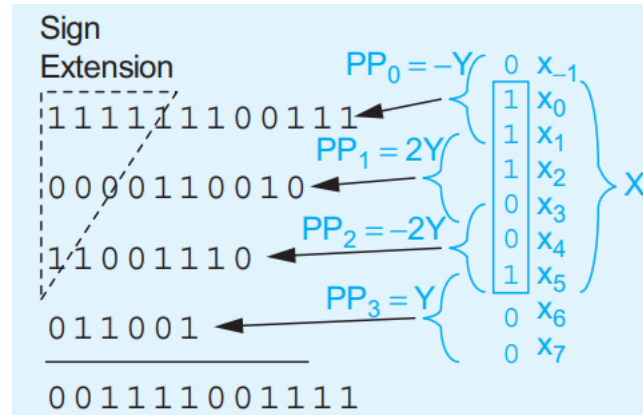 Sign
Extension
PP₀ = –Y
0 x₋₁
1 x₀
111111100111
1 x₁
PP₁ = 2Y
1 x₂
X
0000110010
0 x₃
PP₂ = –2Y
0 x₄
11001110
1 x₅
PP₃ = Y
0 x₆
011001
0 x₇
001111001111